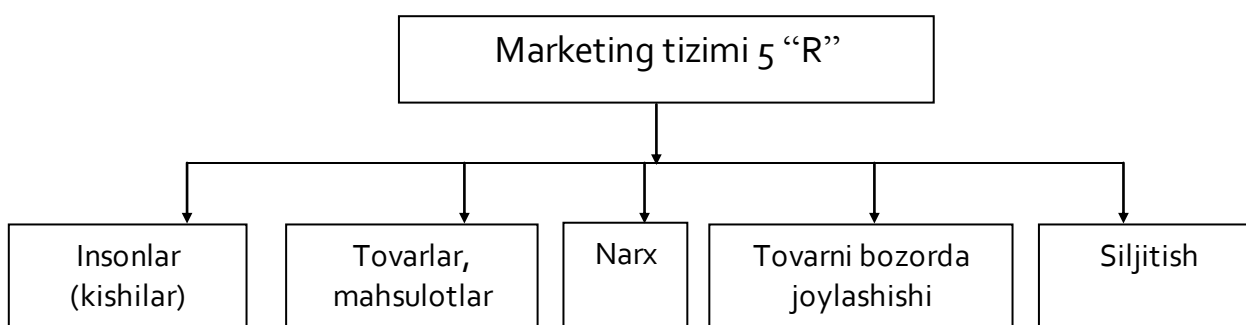 Marketing tizimi 5 “R”
Insonlar
(kishilar)
Tovarlar,
mahsulotlar
Narx
Tovarni bozorda
joylashishi
Siljitish